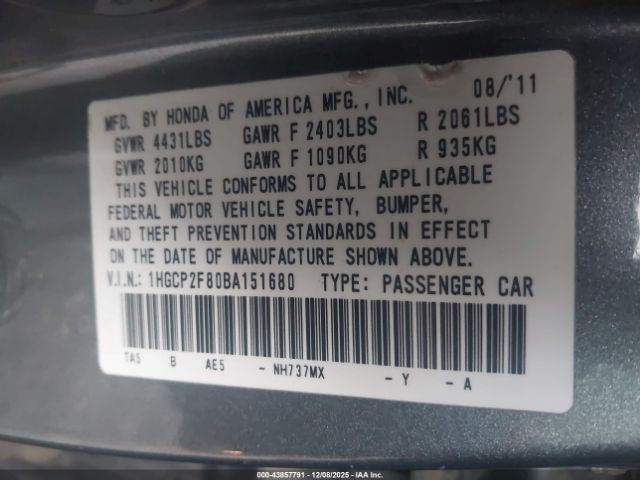 MFD. BY HONDA OF AMERICA MFG., INC. 08/'11
GVWR 4431LBS GAWR F 2403LBS R 2061LBS
GVWR 2010KG GAWR F 1090KG R 935KG
THIS VEHICLE CONFORMS TO ALL APPLICABLE
FEDERAL MOTOR VEHICLE SAFETY, BUMPER,
AND THEFT PREVENTION STANDARDS IN EFFECT
ON THE DATE OF MANUFACTURE SHOWN ABOVE.
V.I.N.: 1HGCP2F80BA151680 TYPE: PASSENGER CAR
TA5 B AE5 - NH737MX - Y - A
© 43857791 - 12/08/2025 - IAA Inc.